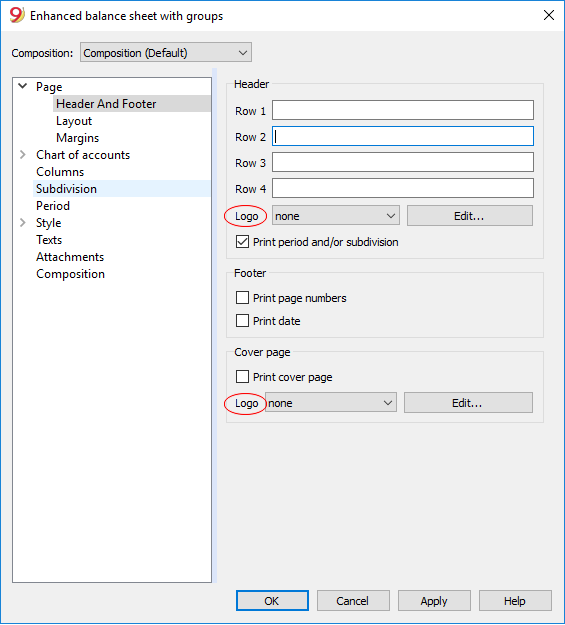 9 Enhanced balance sheet with groups
Composition: Composition (Default)
Page
Header And Footer
Layout
Margins
Chart of accounts
Columns
Subdivision
Period
Style
Texts
Attachments
Composition
Header
Row 1
Row 2
Row 3
Row 4
Logo none Edit...
Print period and/or subdivision
Footer
Print page numbers
Print date
Cover page
Print cover page
Logo none Edit...
OK Cancel Apply Help